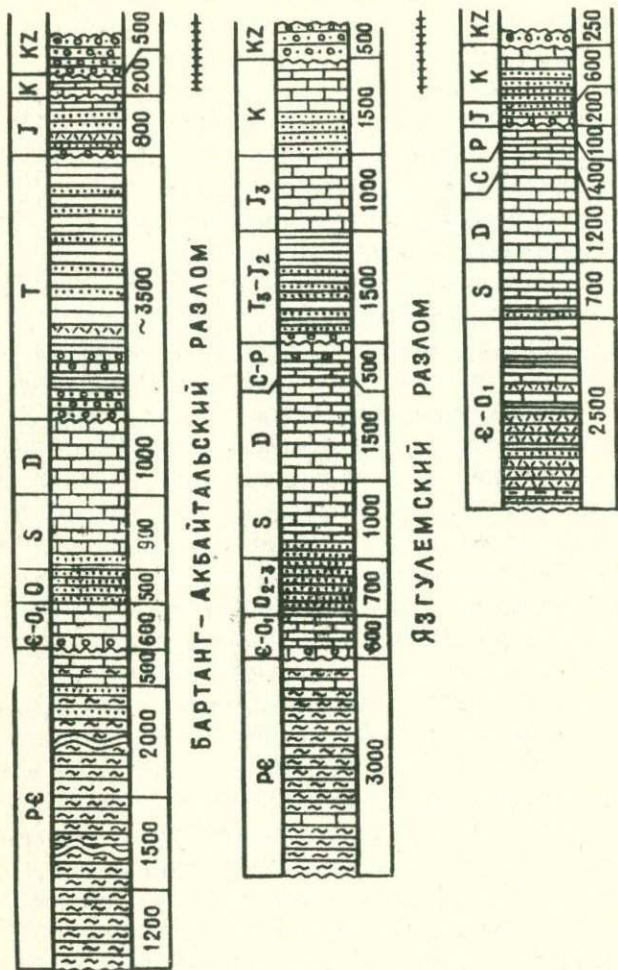 KZ
500
K
200
J
800
T
~3500
D
1000
S
900
O
500
Є-O₁
600
PЄ
500
2000
1500
1200
БАРТАНГ-АКБАЙТАЛЬСКИЙ РАЗЛОМ
KZ
500
K
1500
J₃
1000
T₃-J₂
1500
C-P
500
D
1500
S
1000
O₂₋₃
700
Є-O₁
600
PЄ
3000
ЯЗГУЛЕМСКИЙ РАЗЛОМ
KZ
250
K
600
J
200
P
100
C
400
D
1200
S
700
Є-O₁
2500